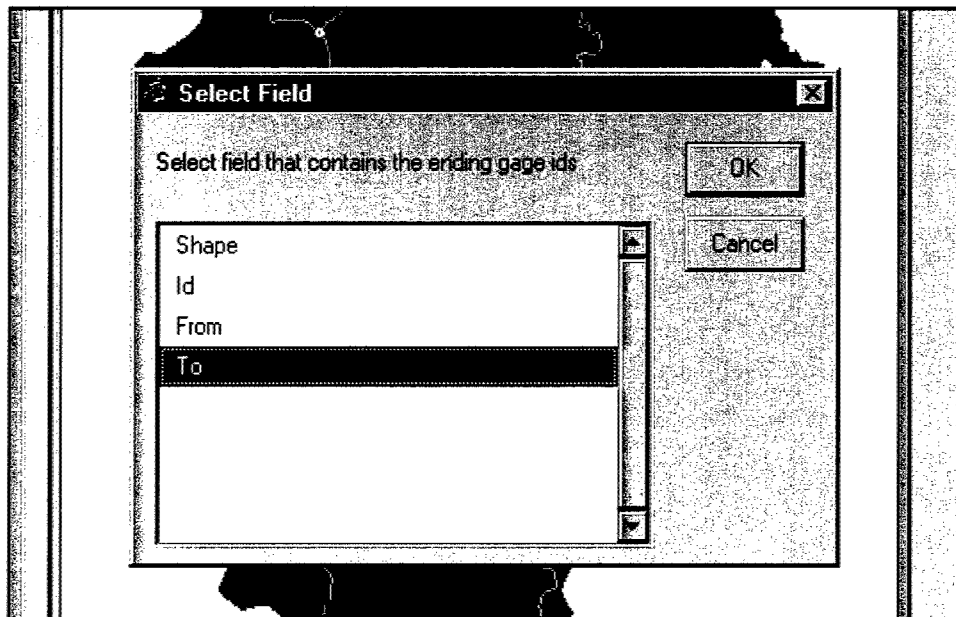 Select Field
Select field that contains the ending gage ids
OK
Cancel
Shape
Id
From
To